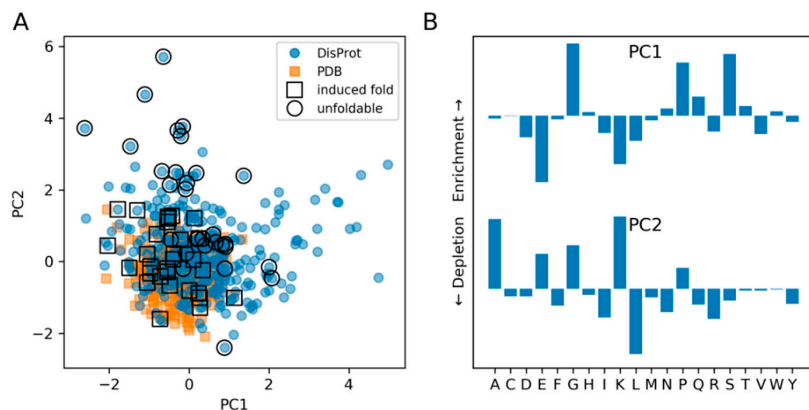 A
6
4
2
0
−2
PC2
−2
0
2
4
PC1
DisProt
PDB
induced fold
unfoldable
B
PC1
PC2
← Depletion Enrichment →
A C D E F G H I K L M N P Q R S T V W Y